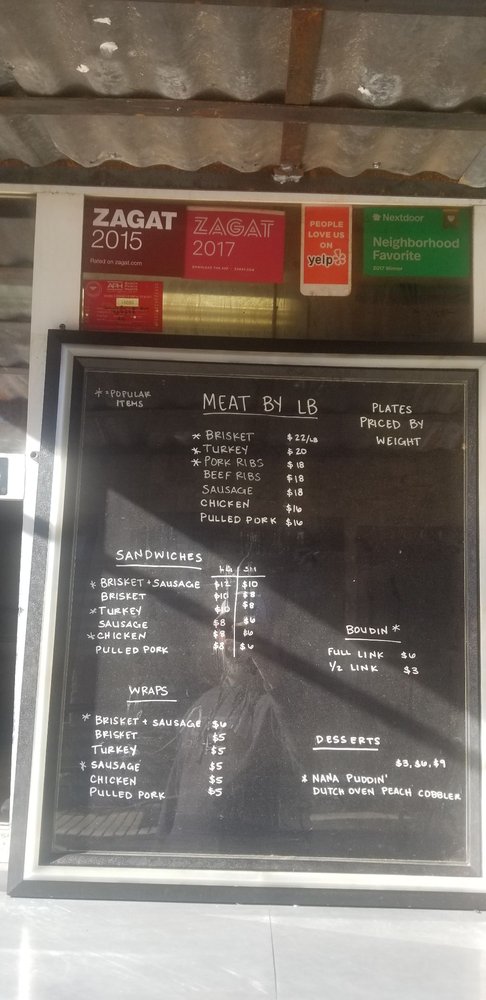 ZAGAT
2015
Rated on zagat.com
ZAGAT
2017
PEOPLE
LOVE US
ON
yelp
Nextdoor
Neighborhood
Favorite
2017 Winner
APH
* = POPULAR
ITEMS
MEAT BY LB
PLATES
PRICED BY
WEIGHT
* BRISKET $22/LB
* TURKEY $20
* PORK RIBS $18
BEEF RIBS $18
SAUSAGE $18
CHICKEN $16
PULLED PORK $16
SANDWICHES
* BRISKET + SAUSAGE $12 $10
BRISKET $10 $8
* TURKEY $10 $8
SAUSAGE $8 $6
* CHICKEN $8 $6
PULLED PORK $8 $6
BOUDIN *
FULL LINK $6
1/2 LINK $3
WRAPS
* BRISKET + SAUSAGE $6
BRISKET $5
TURKEY $5
* SAUSAGE $5
CHICKEN $5
PULLED PORK $5
DESSERTS
$3, $6, $9
* NANA PUDDIN'
DUTCH OVEN PEACH COBBLER